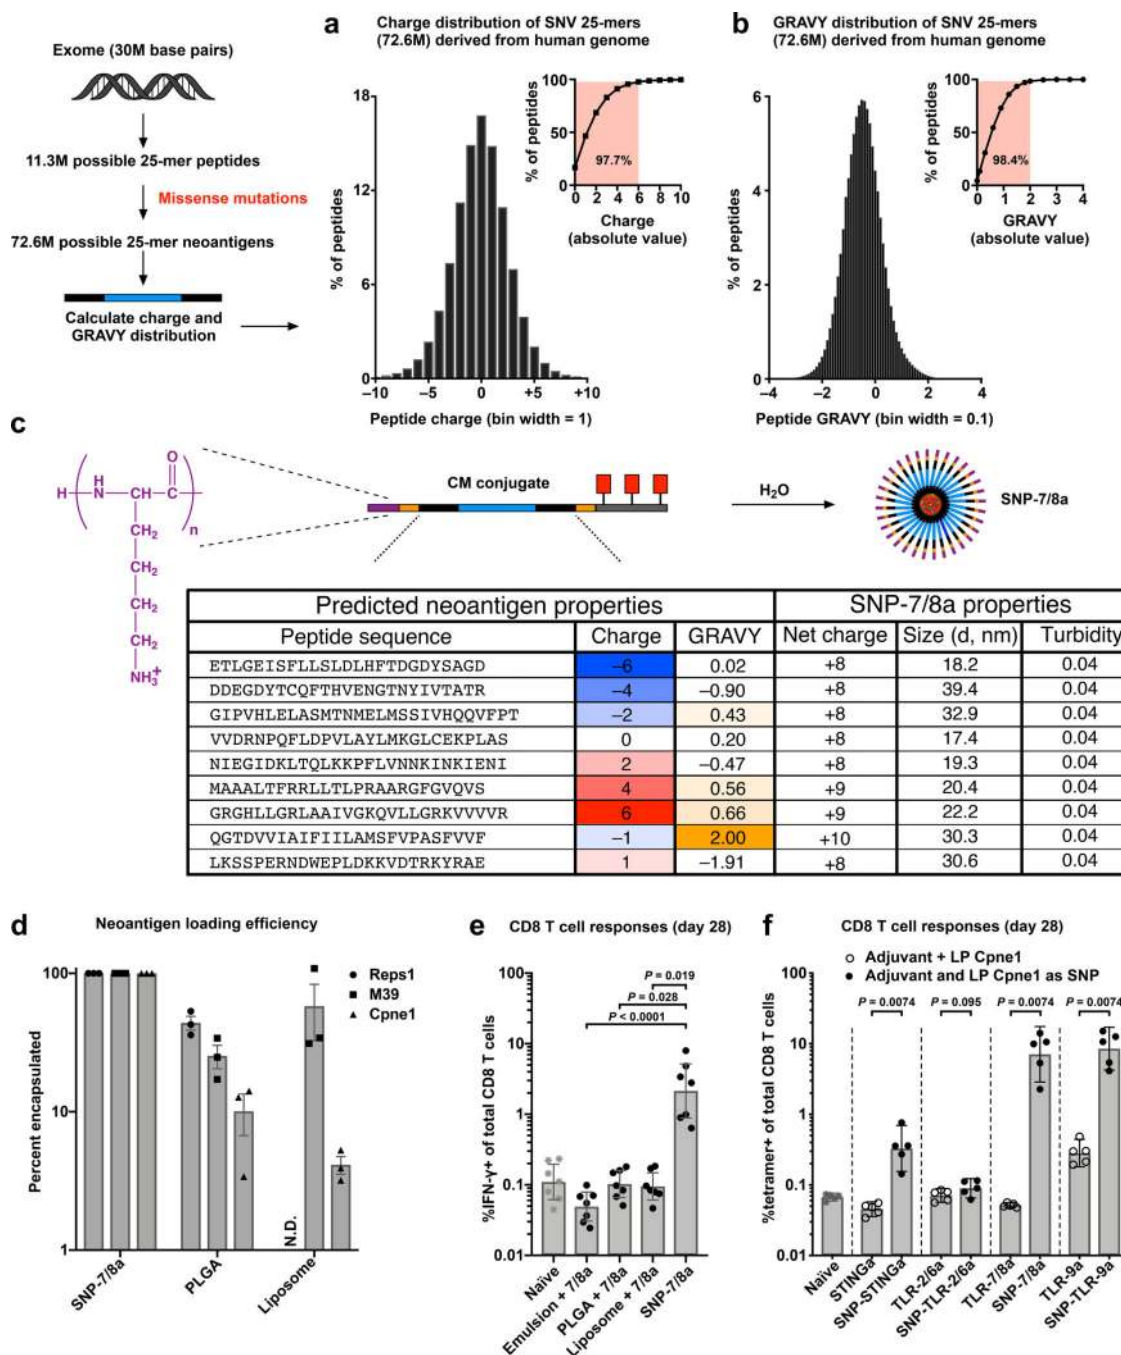 Exome (30M base pairs)
11.3M possible 25-mer peptides
Missense mutations
72.6M possible 25-mer neoantigens
Calculate charge and
GRAVY distribution
a
Charge distribution of SNV 25-mers
(72.6M) derived from human genome
% of peptides
18
12
6
0
–10
–5
0
+5
+10
Peptide charge (bin width = 1)
% of peptides
100
50
0
97.7%
0 2 4 6 8 10
Charge
(absolute value)
b
GRAVY distribution of SNV 25-mers
(72.6M) derived from human genome
% of peptides
6
4
2
0
–4
–2
0
2
4
Peptide GRAVY (bin width = 0.1)
% of peptides
100
50
0
98.4%
0 1 2 3 4
GRAVY
(absolute value)
c
H
H
N
CH
C
O
n
CH₂
CH₂
CH₂
CH₂
NH₃⁺
CM conjugate
H₂O
SNP-7/8a
Predicted neoantigen properties SNP-7/8a properties
Peptide sequence Charge GRAVY Net charge Size (d, nm) Turbidity
ETLGEISFLLSLDLHFTDGDYSAGD –6 0.02 +8 18.2 0.04
DDEGDYTCQFTHVENGTNYIVTATR –4 –0.90 +8 39.4 0.04
GIPVHLELASMTNMELMSSIVHQQVFPT –2 0.43 +8 32.9 0.04
VVDRNPQFLDPVLAYLMKGLCEKPLAS 0 0.20 +8 17.4 0.04
NIEGIDKLTQLKKPFLVNNKINKIENI 2 –0.47 +8 19.3 0.04
MAAALTFRRLLTLPRAARGFGVQVS 4 0.56 +9 20.4 0.04
GRGHLLGRLAAIVGKQVLLGRKVVVVR 6 0.66 +9 22.2 0.04
QGTDVVIAIFIILAMSFVPASFVVF –1 2.00 +10 30.3 0.04
LKSSPERNDWEPLDKKVDTRKYRAE 1 –1.91 +8 30.6 0.04
d
Neoantigen loading efficiency
Percent encapsulated
100
10
1
Reps1
M39
Cpne1
N.D.
SNP-7/8a
PLGA
Liposome
e
CD8 T cell responses (day 28)
%IFN-γ+ of total CD8 T cells
100
10
1
0.1
0.01
P = 0.019
P = 0.028
P < 0.0001
Naïve
Emulsion + 7/8a
PLGA + 7/8a
Liposome + 7/8a
SNP-7/8a
f
CD8 T cell responses (day 28)
Adjuvant + LP Cpne1
Adjuvant and LP Cpne1 as SNP
%tetramer+ of total CD8 T cells
100
10
1
0.1
0.01
P = 0.0074
P = 0.095
P = 0.0074
P = 0.0074
Naïve
STINGa
SNP-STINGa
TLR-2/6a
SNP-TLR-2/6a
TLR-7/8a
SNP-7/8a
TLR-9a
SNP-TLR-9a